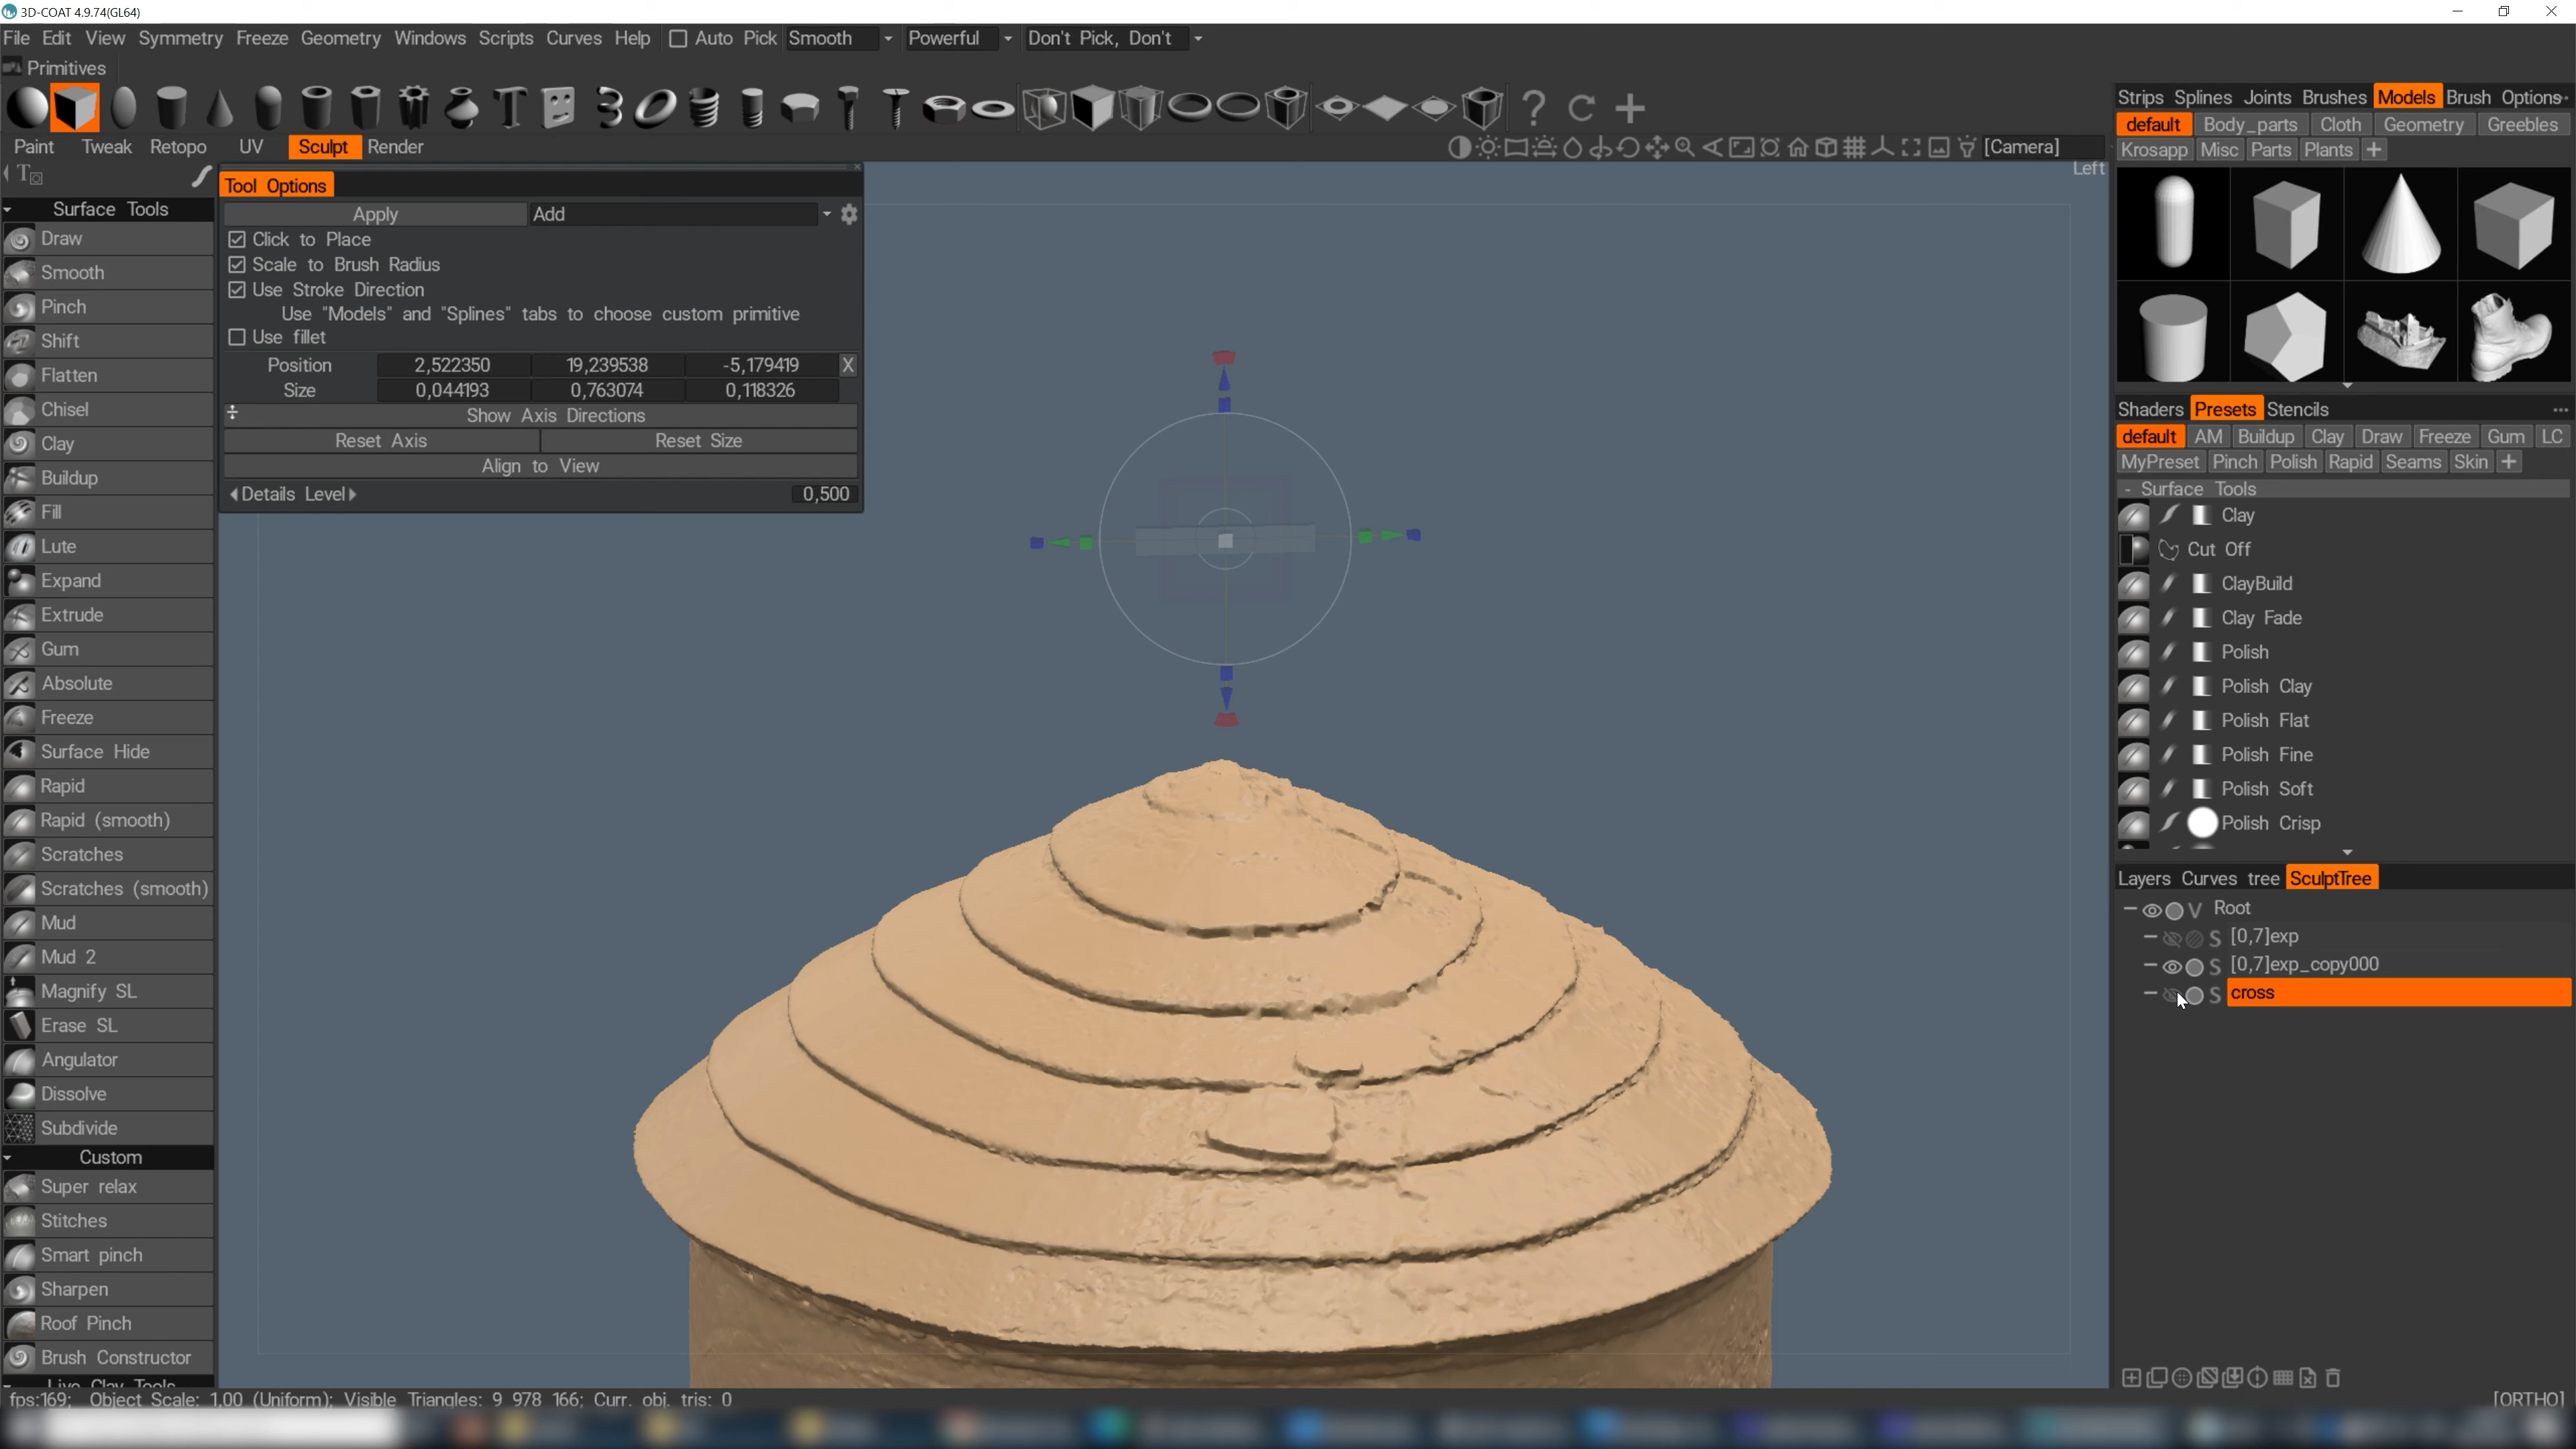 3D-COAT 4.9.74(GL64)
File Edit View Symmetry Freeze Geometry Windows Scripts Curves Help Auto Pick Smooth Powerful Don't Pick, Don't
Primitives
Paint Tweak Retopo UV Sculpt Render [Camera]
Left
Tool Options
Apply Add
Click to Place
Scale to Brush Radius
Use Stroke Direction
Use "Models" and "Splines" tabs to choose custom primitive
Use fillet
Position 2,522350 19,239538 -5,179419 X
Size 0,044193 0,763074 0,118326
Show Axis Directions
Reset Axis Reset Size
Align to View
Details Level 0,500
Surface Tools
Draw
Smooth
Pinch
Shift
Flatten
Chisel
Clay
Buildup
Fill
Lute
Expand
Extrude
Gum
Absolute
Freeze
Surface Hide
Rapid
Rapid (smooth)
Scratches
Scratches (smooth)
Mud
Mud 2
Magnify SL
Erase SL
Angulator
Dissolve
Subdivide
Custom
Super relax
Stitches
Smart pinch
Sharpen
Roof Pinch
Brush Constructor
Live Clay Tools
Strips Splines Joints Brushes Models Brush Options
default Body_parts Cloth Geometry Greebles
Krosapp Misc Parts Plants +
Shaders Presets Stencils
default AM Buildup Clay Draw Freeze Gum LC
MyPreset Pinch Polish Rapid Seams Skin +
- Surface Tools
Clay
Cut Off
ClayBuild
Clay Fade
Polish
Polish Clay
Polish Flat
Polish Fine
Polish Soft
Polish Crisp
Layers Curves tree SculptTree
V Root
S [0,7]exp
S [0,7]exp_copy000
S cross
fps:169; Object Scale: 1,00 (Uniform); Visible Triangles: 9 978 166; Curr. obj. tris: 0
[ORTHO]